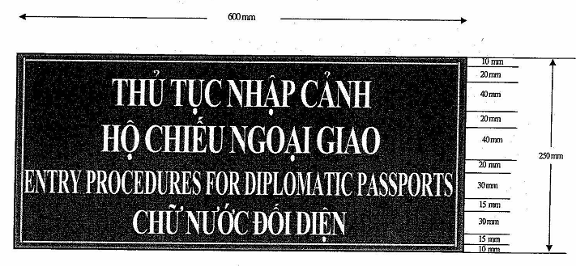 600mm
THỦ TỤC NHẬP CẢNH
HỘ CHIẾU NGOẠI GIAO
ENTRY PROCEDURES FOR DIPLOMATIC PASSPORTS
CHỮ NƯỚC ĐỐI DIỆN
10 mm
20mm
40mm
20mm
40mm
20 mm
30mm
15 mm
30mm
15 mm
10 mm
250mm